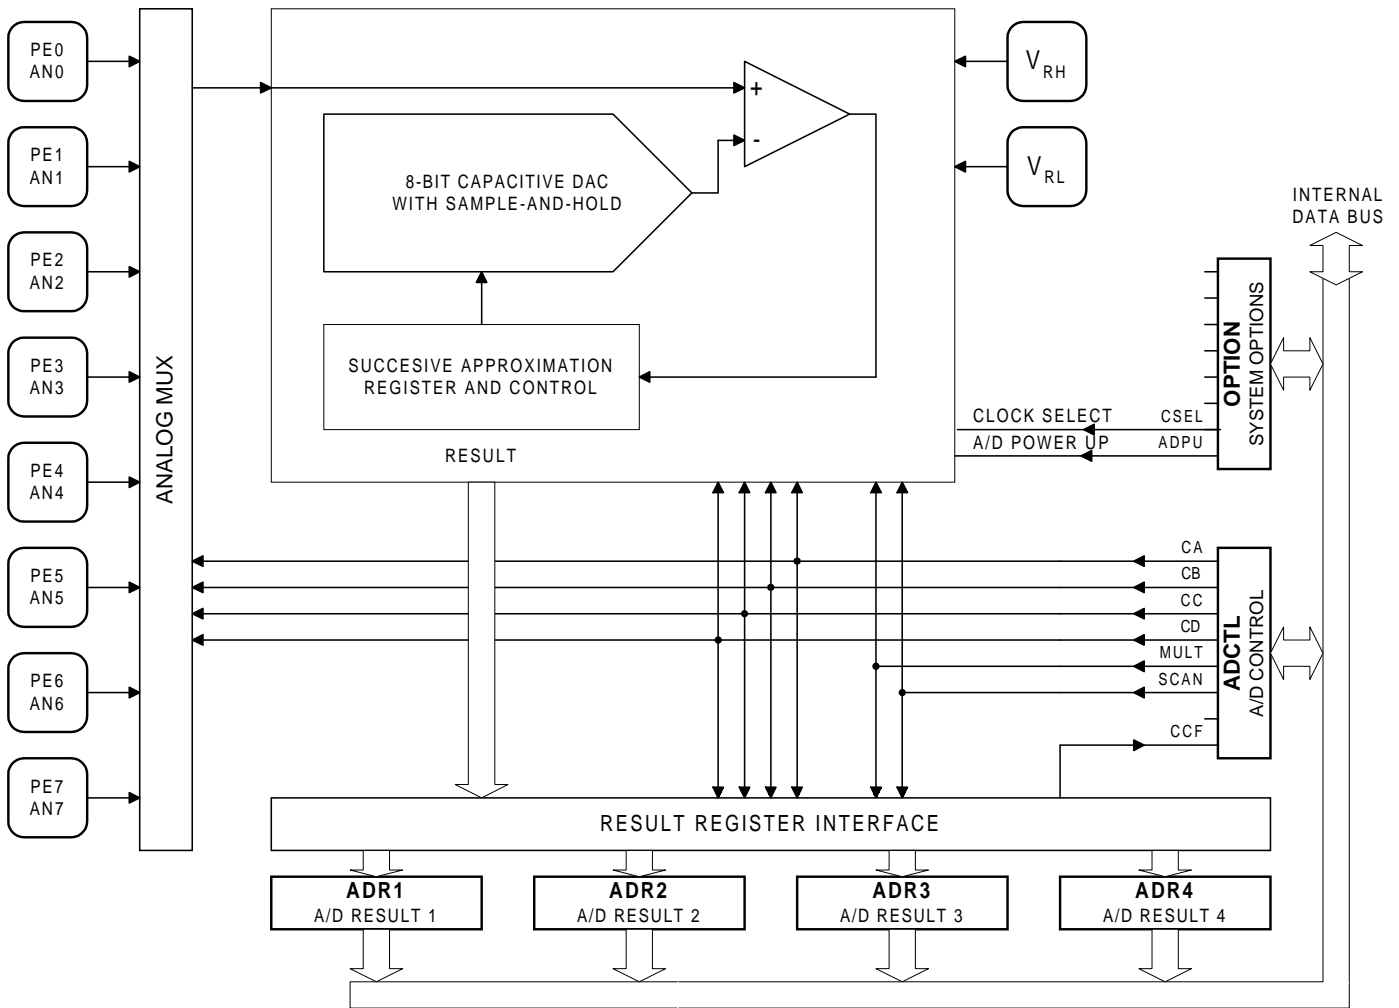 PE0
AN0
PE1
AN1
PE2
AN2
PE3
AN3
PE4
AN4
PE5
AN5
PE6
AN6
PE7
AN7
ANALOG MUX
+
-
8-BIT CAPACITIVE DAC
WITH SAMPLE-AND-HOLD
SUCCESIVE APPROXIMATION
REGISTER AND CONTROL
RESULT
VRH
VRL
INTERNAL
DATA BUS
OPTION
SYSTEM OPTIONS
CLOCK SELECT
CSEL
A/D POWER UP
ADPU
CA
CB
CC
CD
MULT
SCAN
CCF
ADCTL
A/D CONTROL
RESULT REGISTER INTERFACE
ADR1
A/D RESULT 1
ADR2
A/D RESULT 2
ADR3
A/D RESULT 3
ADR4
A/D RESULT 4